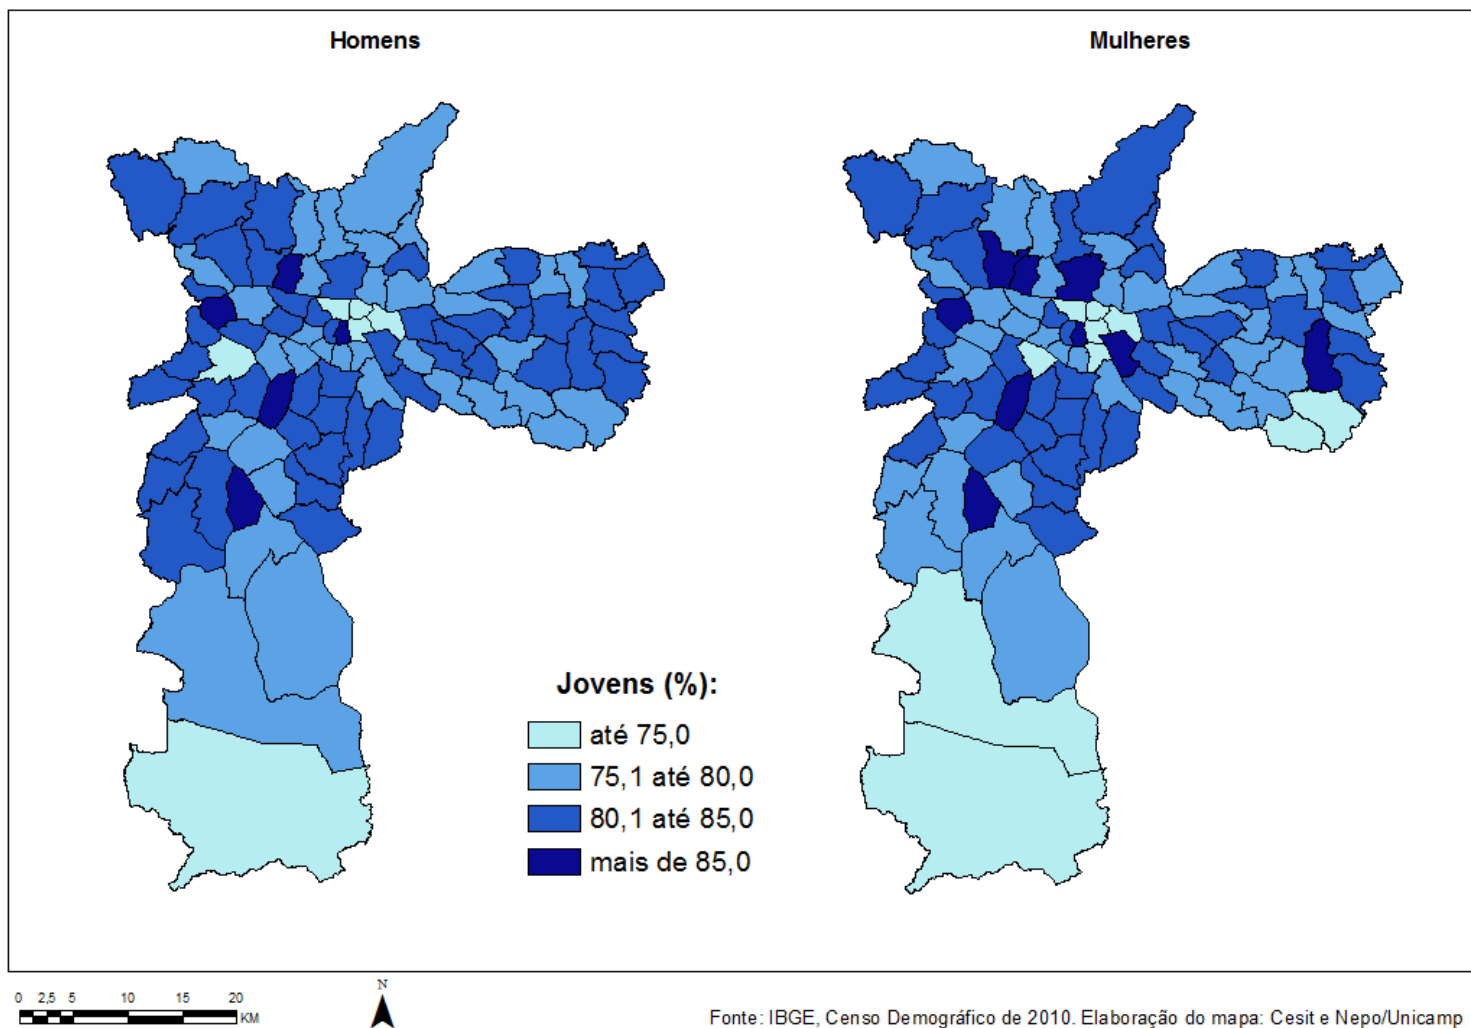 Homens
Mulheres
Jovens (%):
até 75,0
75,1 até 80,0
80,1 até 85,0
mais de 85,0
0 2,5 5 10 15 20
KM
N
Fonte: IBGE, Censo Demográfico de 2010. Elaboração do mapa: Cesit e Nepo/Unicamp